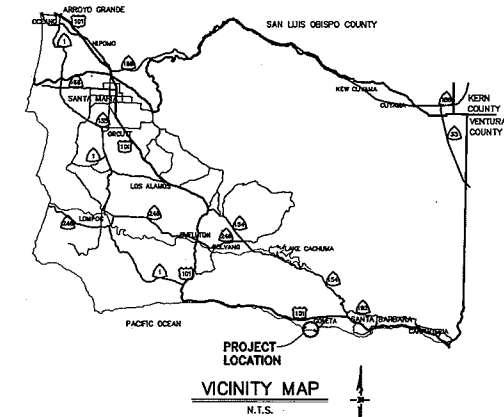 ARROYO GRANDE
OCEANO
101
1
NIPOMO
SAN LUIS OBISPO COUNTY
166
166
NEW CUYAMA
CUYAMA
166
KERN
COUNTY
VENTURA
COUNTY
33
SANTA MARIA
135
ORCUTT
1
101
LOS ALAMOS
246
LOMPOC
246
154
BUELLTON
246
SOLVANG
LAKE CACHUMA
1
101
154
192
101
GOLETA
SANTA BARBARA
CARPINTERIA
PACIFIC OCEAN
PROJECT
LOCATION
VICINITY MAP
N.T.S.